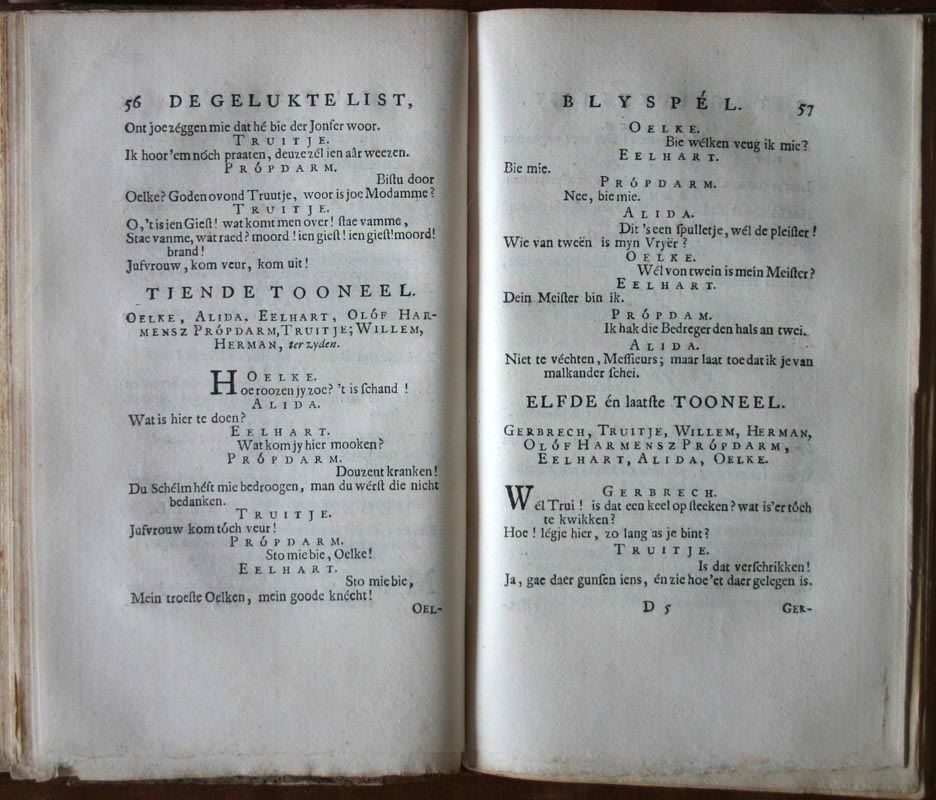 56 DE GELUKTE LIST,
Ont joe zéggen mie dat hé bie der Jonfer woor.
TRUITJE.
Ik hoor 'em nóch praaten, deuze zél ien aâr weezen.
PRÓPDARM.
Bistu door
Oelke? Goden ovond Truutje, woor is joe Modamme?
TRUITJE.
O, 't is ien Giest! wat komt men over! stae vamme,
Stae vanme, wat raed? moord! ien giest! ien giest! moord!
brand!
Jufvrouw, kom veur, kom uit!
TIENDE TOONEEL.
OELKE, ALIDA. EELHART, OLÓF HAR-
MENSZ PRÓPDARM, TRUITJE; WILLEM,
HERMAN, ter zyden.
OELKE.
Hoe roozen jy zoe? 't is schand!
ALIDA.
Wat is hier te doen?
EELHART.
Wat kom jy hier mooken?
PRÓPDARM.
Douzent kranken!
Du Schélm hést mie bedroogen, man du wérst die nicht
bedanken.
TRUITJE.
Jufvrouw kom tóch veur!
PRÓPDARM.
Sto mie bie, Oelke!
EELHART.
Sto mie bie,
Mein troeste Oelken, mein goode knécht!
OEL-
BLYSPÉL. 57
OELKE.
Bie wélken veug ik mie?
EELHART.
Bie mie.
PRÓPDARM.
Nee, bie mie.
ALIDA.
Dit 's een spulletje, wél de pleister!
Wie van tweën is myn Vryër?
OELKE.
Wél von twein is mein Meister?
EELHART.
Dein Meister bin ik.
PRÓPDAM.
Ik hak die Bedreger den hals an twei.
ALIDA.
Niet te véchten, Messieurs; maar laat toe dat ik je van
malkander schei.
ELFDE én laatste TOONEEL.
GERBRECH, TRUITJE, WILLEM, HERMAN,
OLÓF HARMENSZ PRÓPDARM,
EELHART, ALIDA, OELKE.
GERBRECH.
Wél Trui! is dat een keel op steeken? wat is'er tóch
te kwikken?
Hoe! légje hier, zo lang as je bint?
TRUITJE.
Is dat verschrikken!
Ja, gae daer gunsen iens, én zie hoe'et daer gelegen is.
D 5 GER-